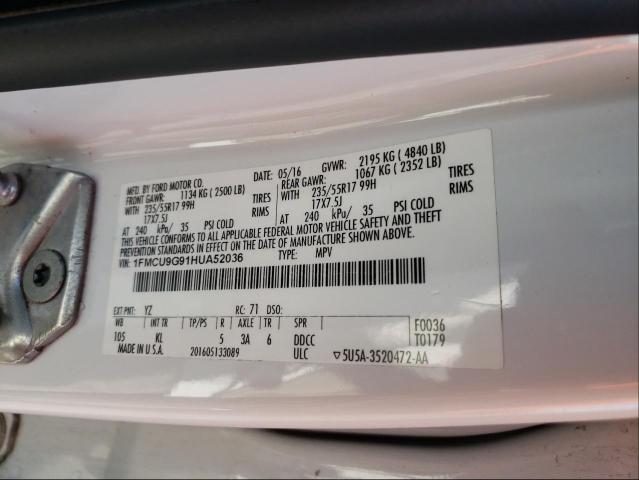 MFD. BY FORD MOTOR CO. DATE: 05/16 GVWR: 2195 KG ( 4840 LB)
FRONT GAWR: 1134 KG ( 2500 LB) REAR GAWR: 1067 KG ( 2352 LB)
WITH 235/55R17 99H TIRES WITH 235/55R17 99H TIRES
17X7.5J RIMS 17X7.5J RIMS
AT 240 kPa/ 35 PSI COLD AT 240 kPa/ 35 PSI COLD
THIS VEHICLE CONFORMS TO ALL APPLICABLE FEDERAL MOTOR VEHICLE SAFETY AND THEFT
PREVENTION STANDARDS IN EFFECT ON THE DATE OF MANUFACTURE SHOWN ABOVE.
VIN: 1FMCU9G91HUA52036 TYPE: MPV
EXT PNT: YZ RC: 71 DSO:
WB INT TR TP/PS R AXLE TR SPR F0036
105 KL 5 3A 6 DDCC T0179
MADE IN U.S.A. 201605133089 ULC ▽5U5A-3520472-AA